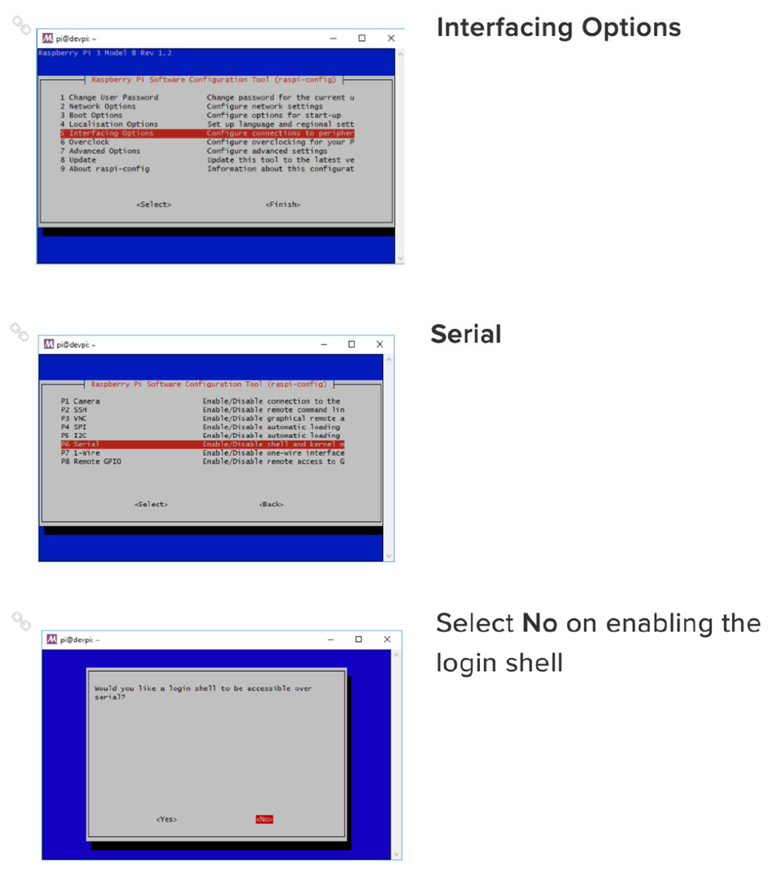 Interfacing Options
pi@devpi: ~
Raspberry Pi 3 Model B Rev 1.2
Raspberry Pi Software Configuration Tool (raspi-config)
1 Change User Password Change password for the current u
2 Network Options Configure network settings
3 Boot Options Configure options for start-up
4 Localisation Options Set up language and regional sett
5 Interfacing Options Configure connections to peripher
6 Overclock Configure overclocking for your P
7 Advanced Options Configure advanced settings
8 Update Update this tool to the latest ve
9 About raspi-config Information about this configurat
<Select> <Finish>
Serial
pi@devpi: ~
Raspberry Pi Software Configuration Tool (raspi-config)
P1 Camera Enable/Disable connection to the
P2 SSH Enable/Disable remote command lin
P3 VNC Enable/Disable graphical remote a
P4 SPI Enable/Disable automatic loading
P5 I2C Enable/Disable automatic loading
P6 Serial Enable/Disable shell and kernel m
P7 1-Wire Enable/Disable one-wire interface
P8 Remote GPIO Enable/Disable remote access to G
<Select> <Back>
Select No on enabling the
login shell
pi@devpi: ~
Would you like a login shell to be accessible over
serial?
<Yes> <No>